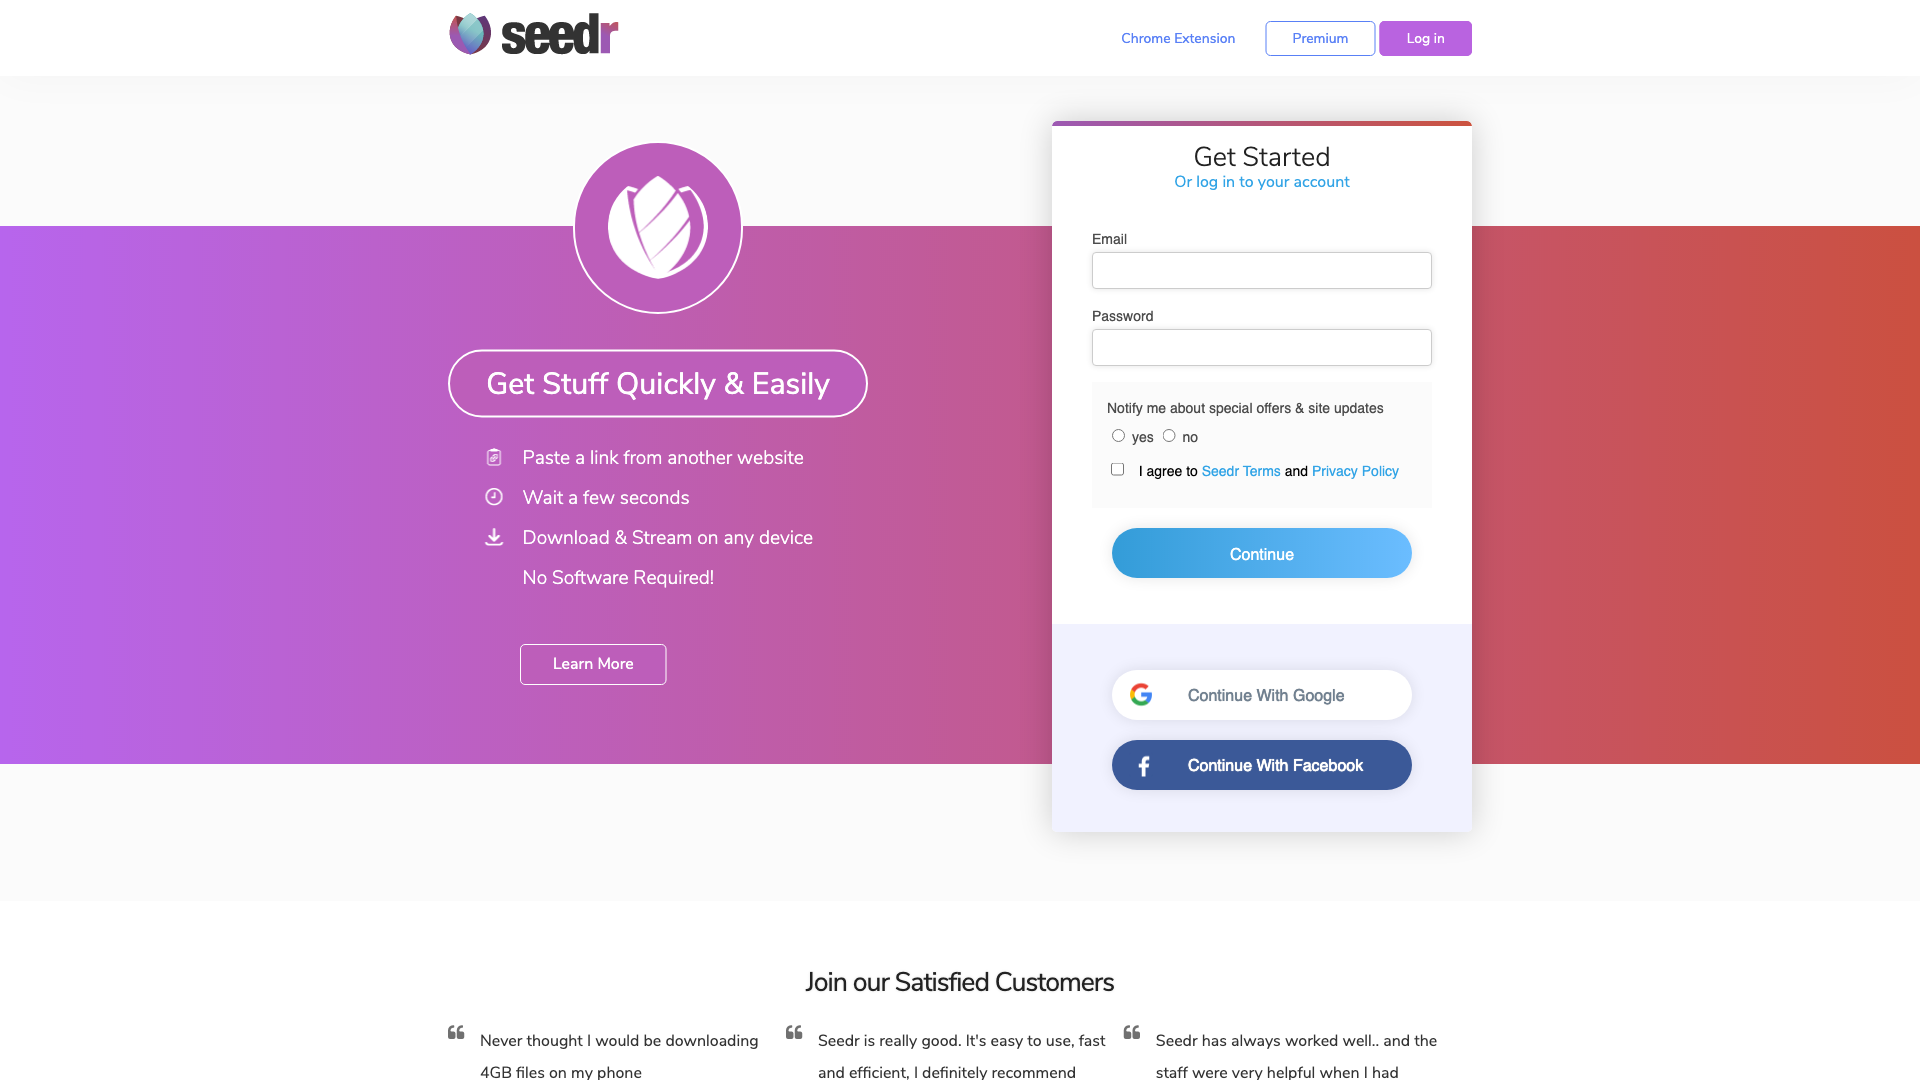 seedr
Chrome Extension
Premium
Log in
Get Started
Or log in to your account
Email
Password
Notify me about special offers & site updates
yes
no
I agree to Seedr Terms and Privacy Policy
Continue
Continue With Google
Continue With Facebook
Get Stuff Quickly & Easily
Paste a link from another website
Wait a few seconds
Download & Stream on any device
No Software Required!
Learn More
Join our Satisfied Customers
Never thought I would be downloading
4GB files on my phone
Seedr is really good. It's easy to use, fast
and efficient, I definitely recommend
Seedr has always worked well.. and the
staff were very helpful when I had